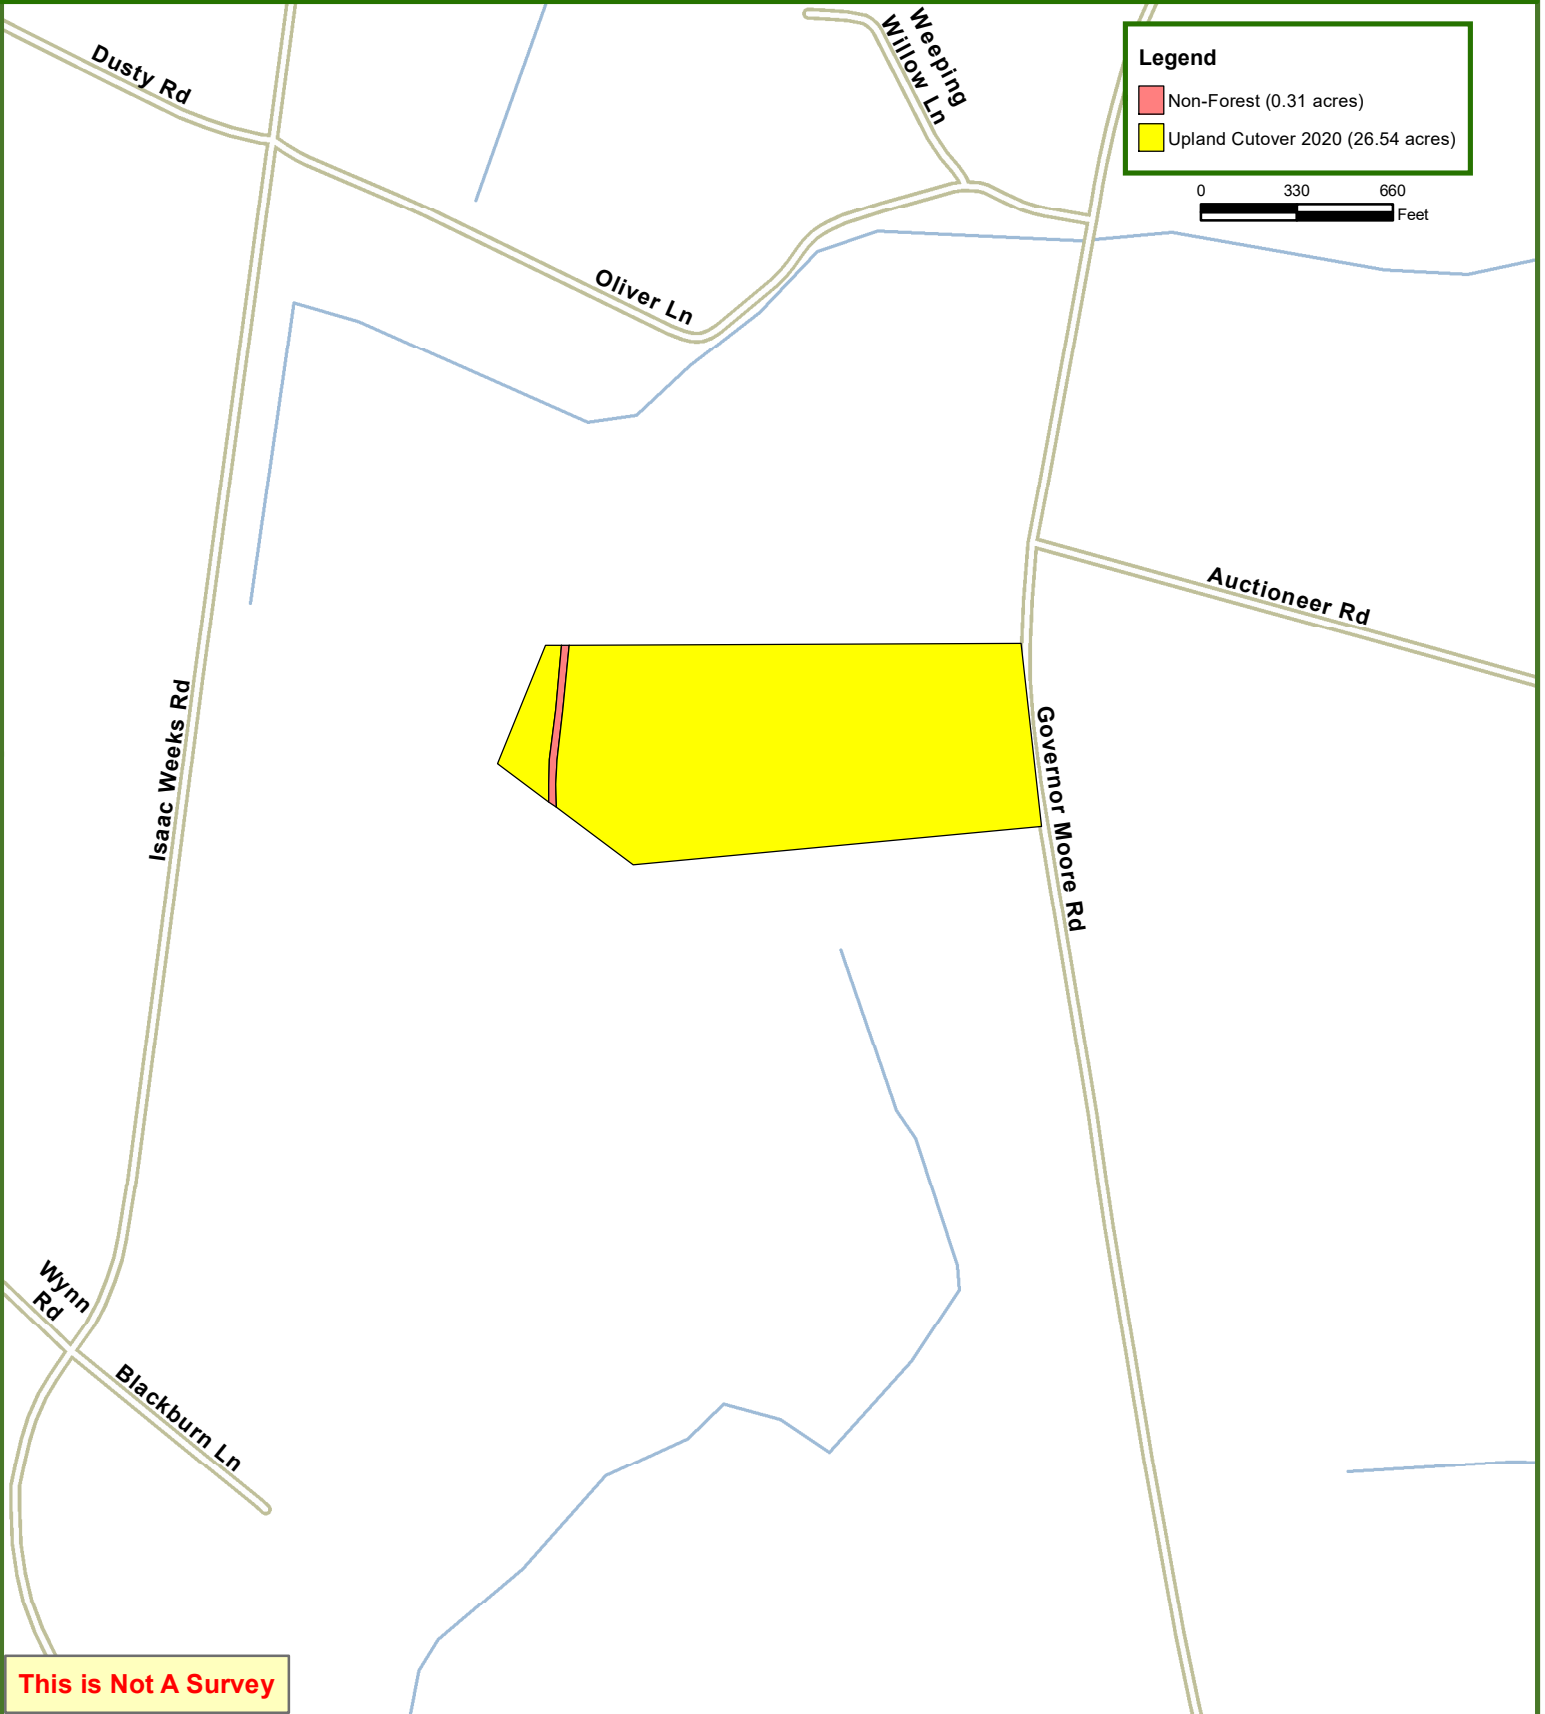 Weeping
Willow Ln
Dusty Rd
Legend
Non-Forest (0.31 acres)
Upland Cutover 2020 (26.54 acres)
0 330 660
Feet
Oliver Ln
Auctioneer Rd
Isaac Weeks Rd
Governor Moore Rd
Wynn
Rd
Blackburn Ln
This is Not A Survey